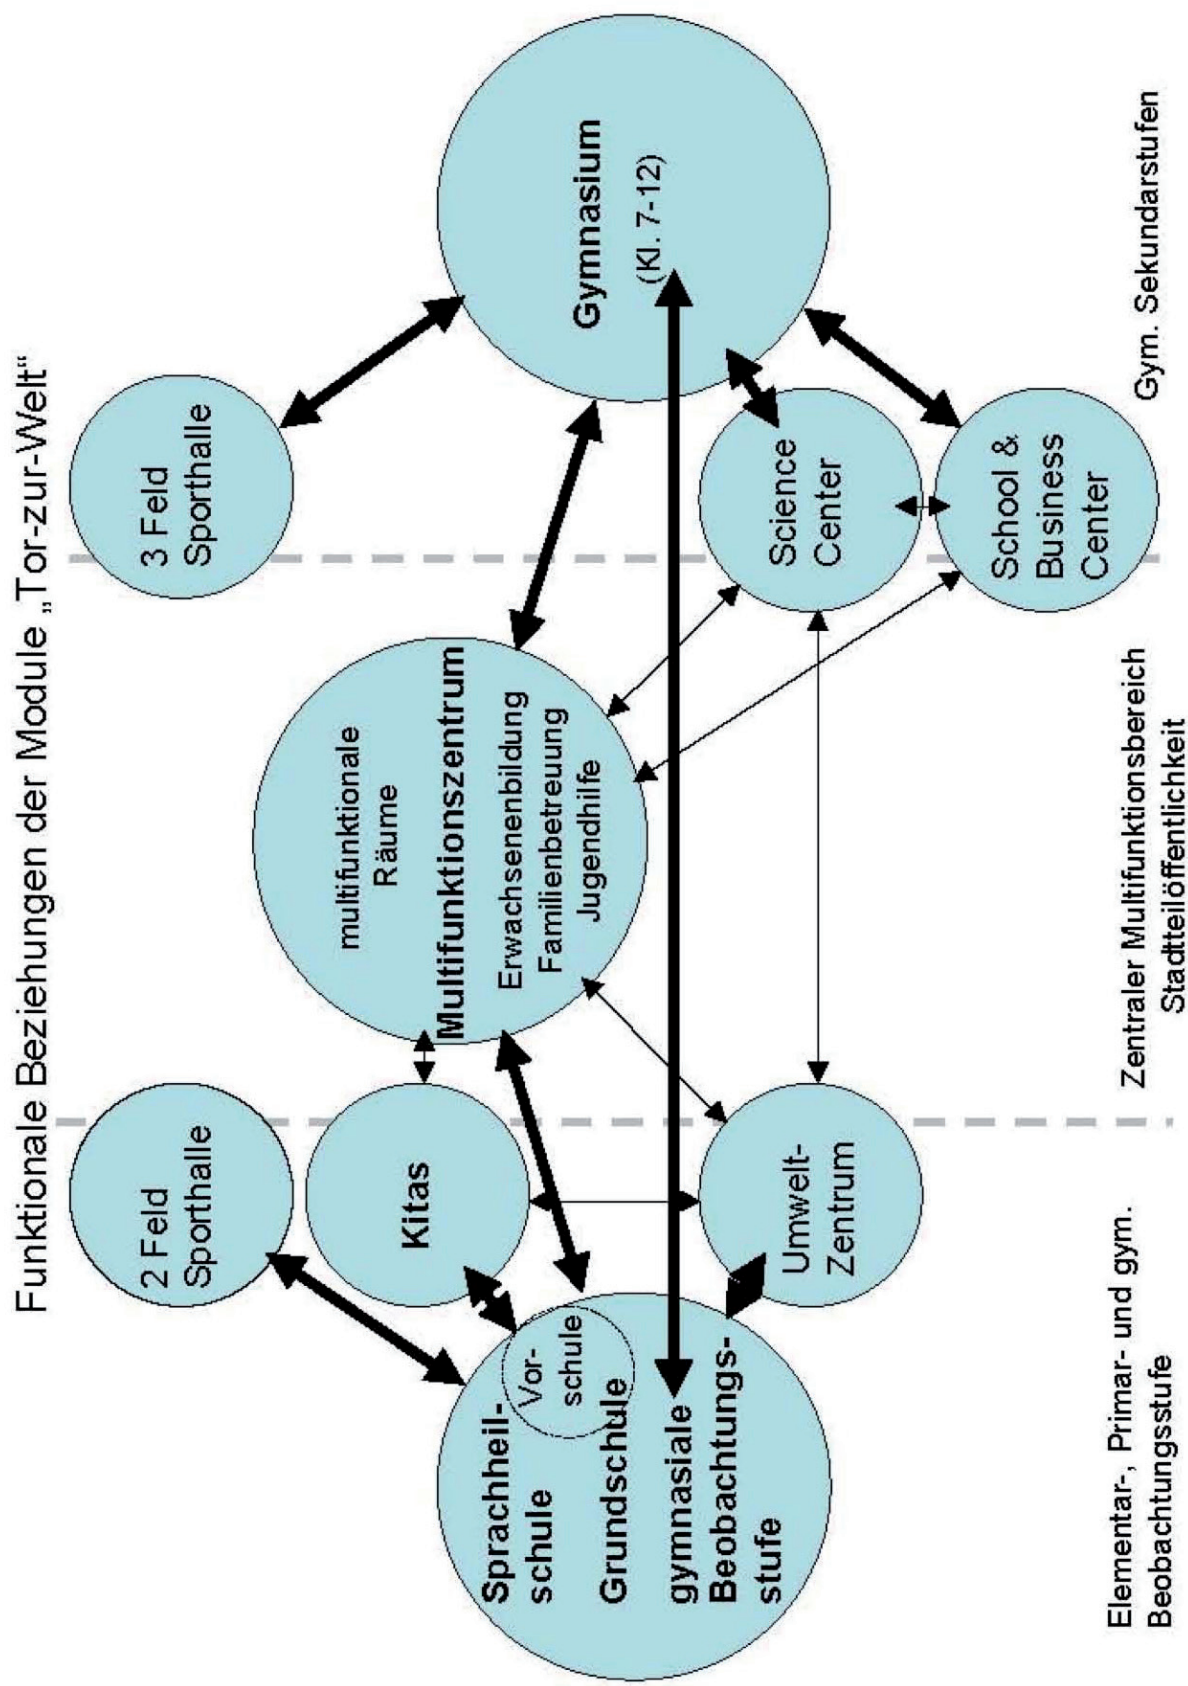 Funktionale Beziehungen der Module „Tor-zur-Welt“
2 Feld
Sporthalle
3 Feld
Sporthalle
Kitas
multifunktionale
Räume
Multifunktionszentrum
Erwachsenenbildung
Familienbetreuung
Jugendhilfe
Sprachheil-
schule
Vor-
schule
Grundschule
gymnasiale
Beobachtungs-
stufe
Gymnasium
(Kl. 7-12)
Umwelt-
Zentrum
Science
Center
School &
Business
Center
Elementar-, Primar- und gym.
Beobachtungsstufe
Zentraler Multifunktionsbereich
Stadtteilöffentlichkeit
Gym. Sekundarstufen